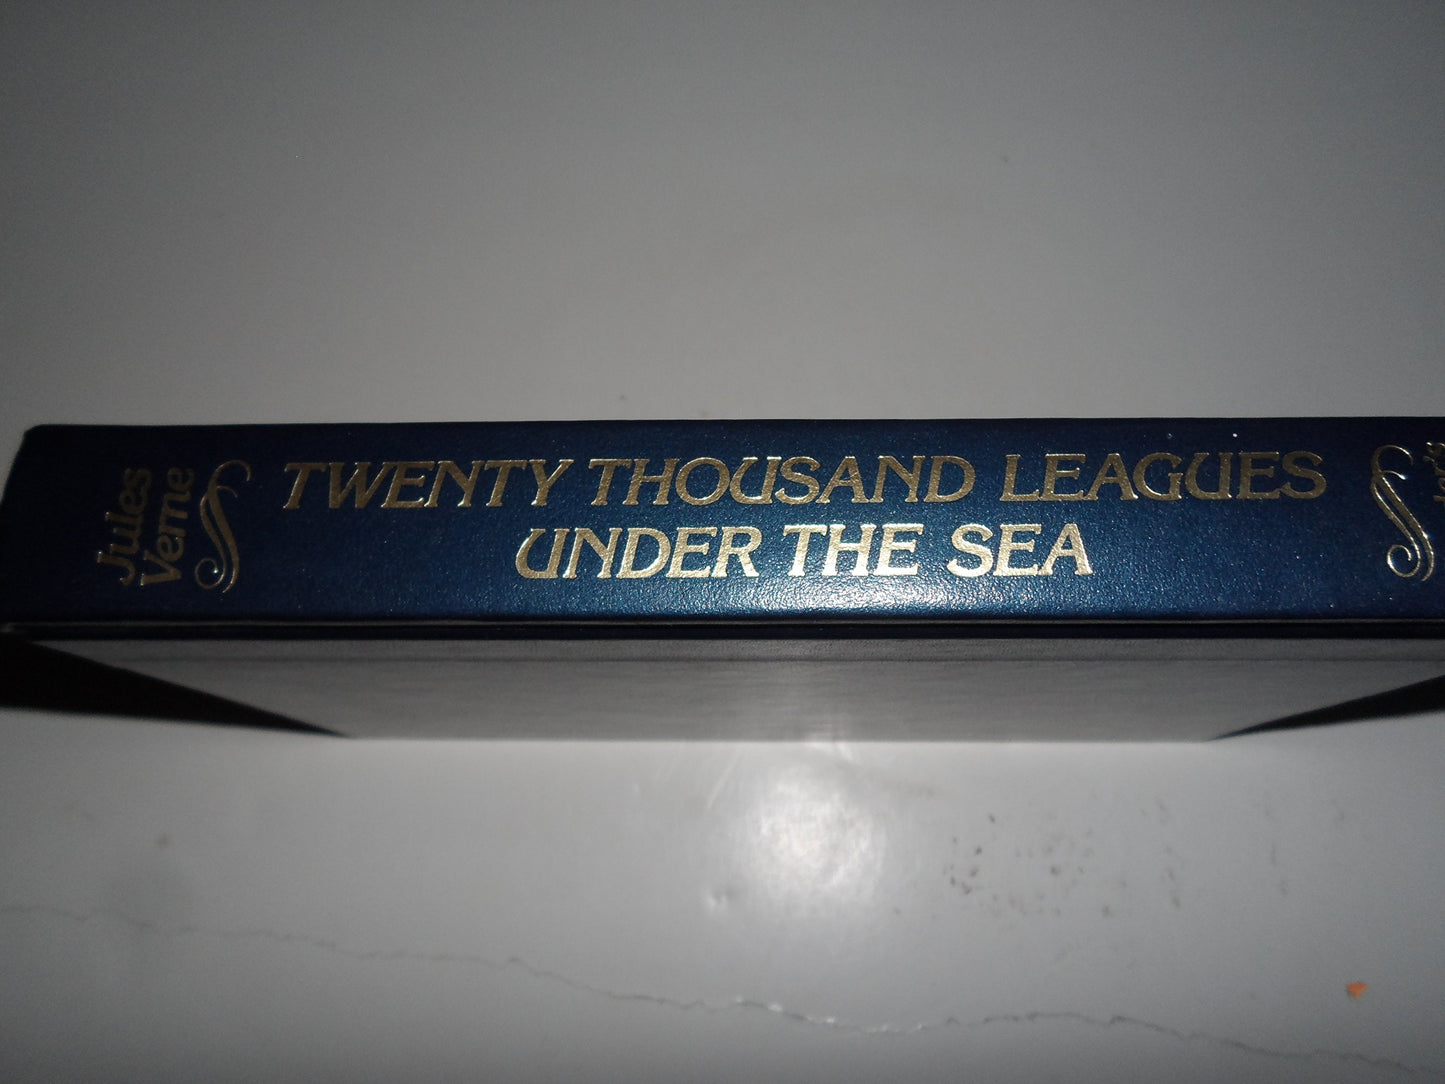 Jules
Verne
TWENTY THOUSAND LEAGUES
UNDER THE SEA